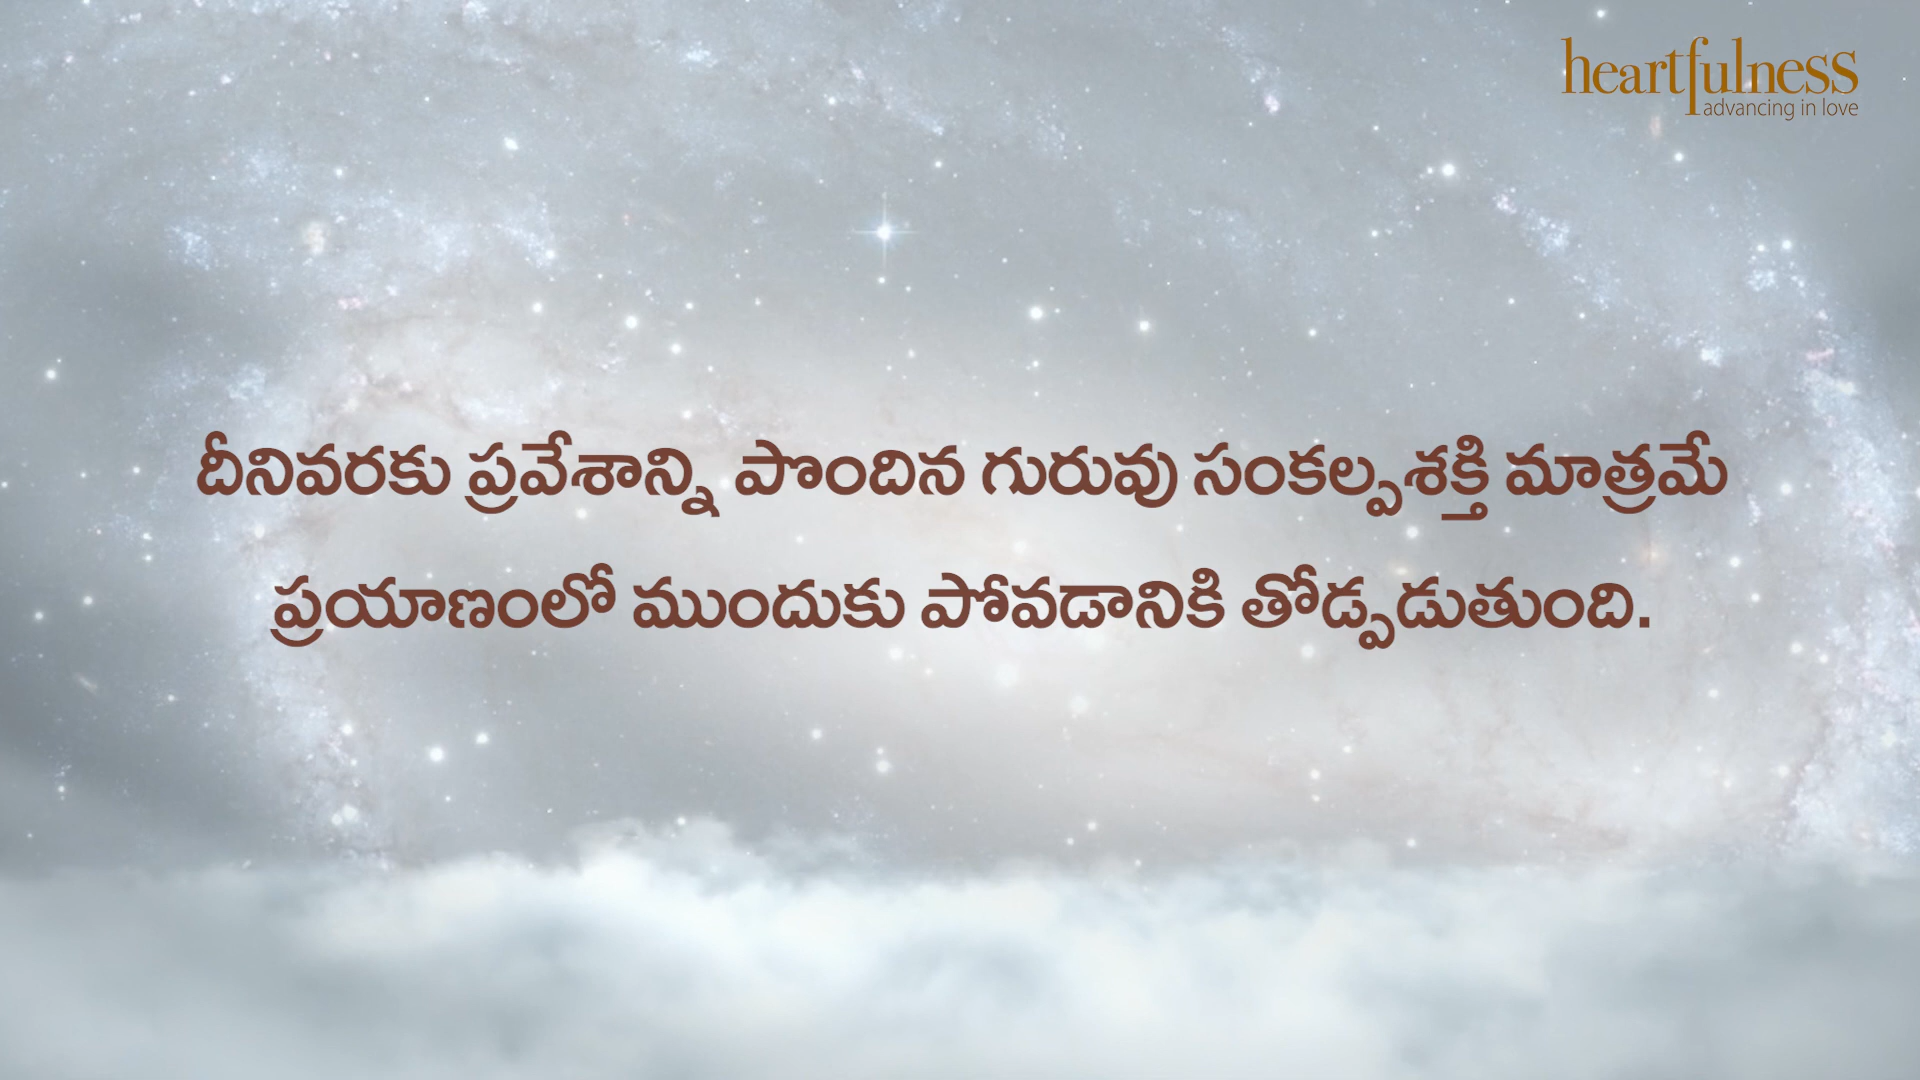 heartfulness
advancing in love
దీనివరకు ప్రవేశాన్ని పొందిన గురువు సంకల్పశక్తి మాత్రమే
ప్రయాణంలో ముందుకు పోవడానికి తోడ్పడుతుంది.